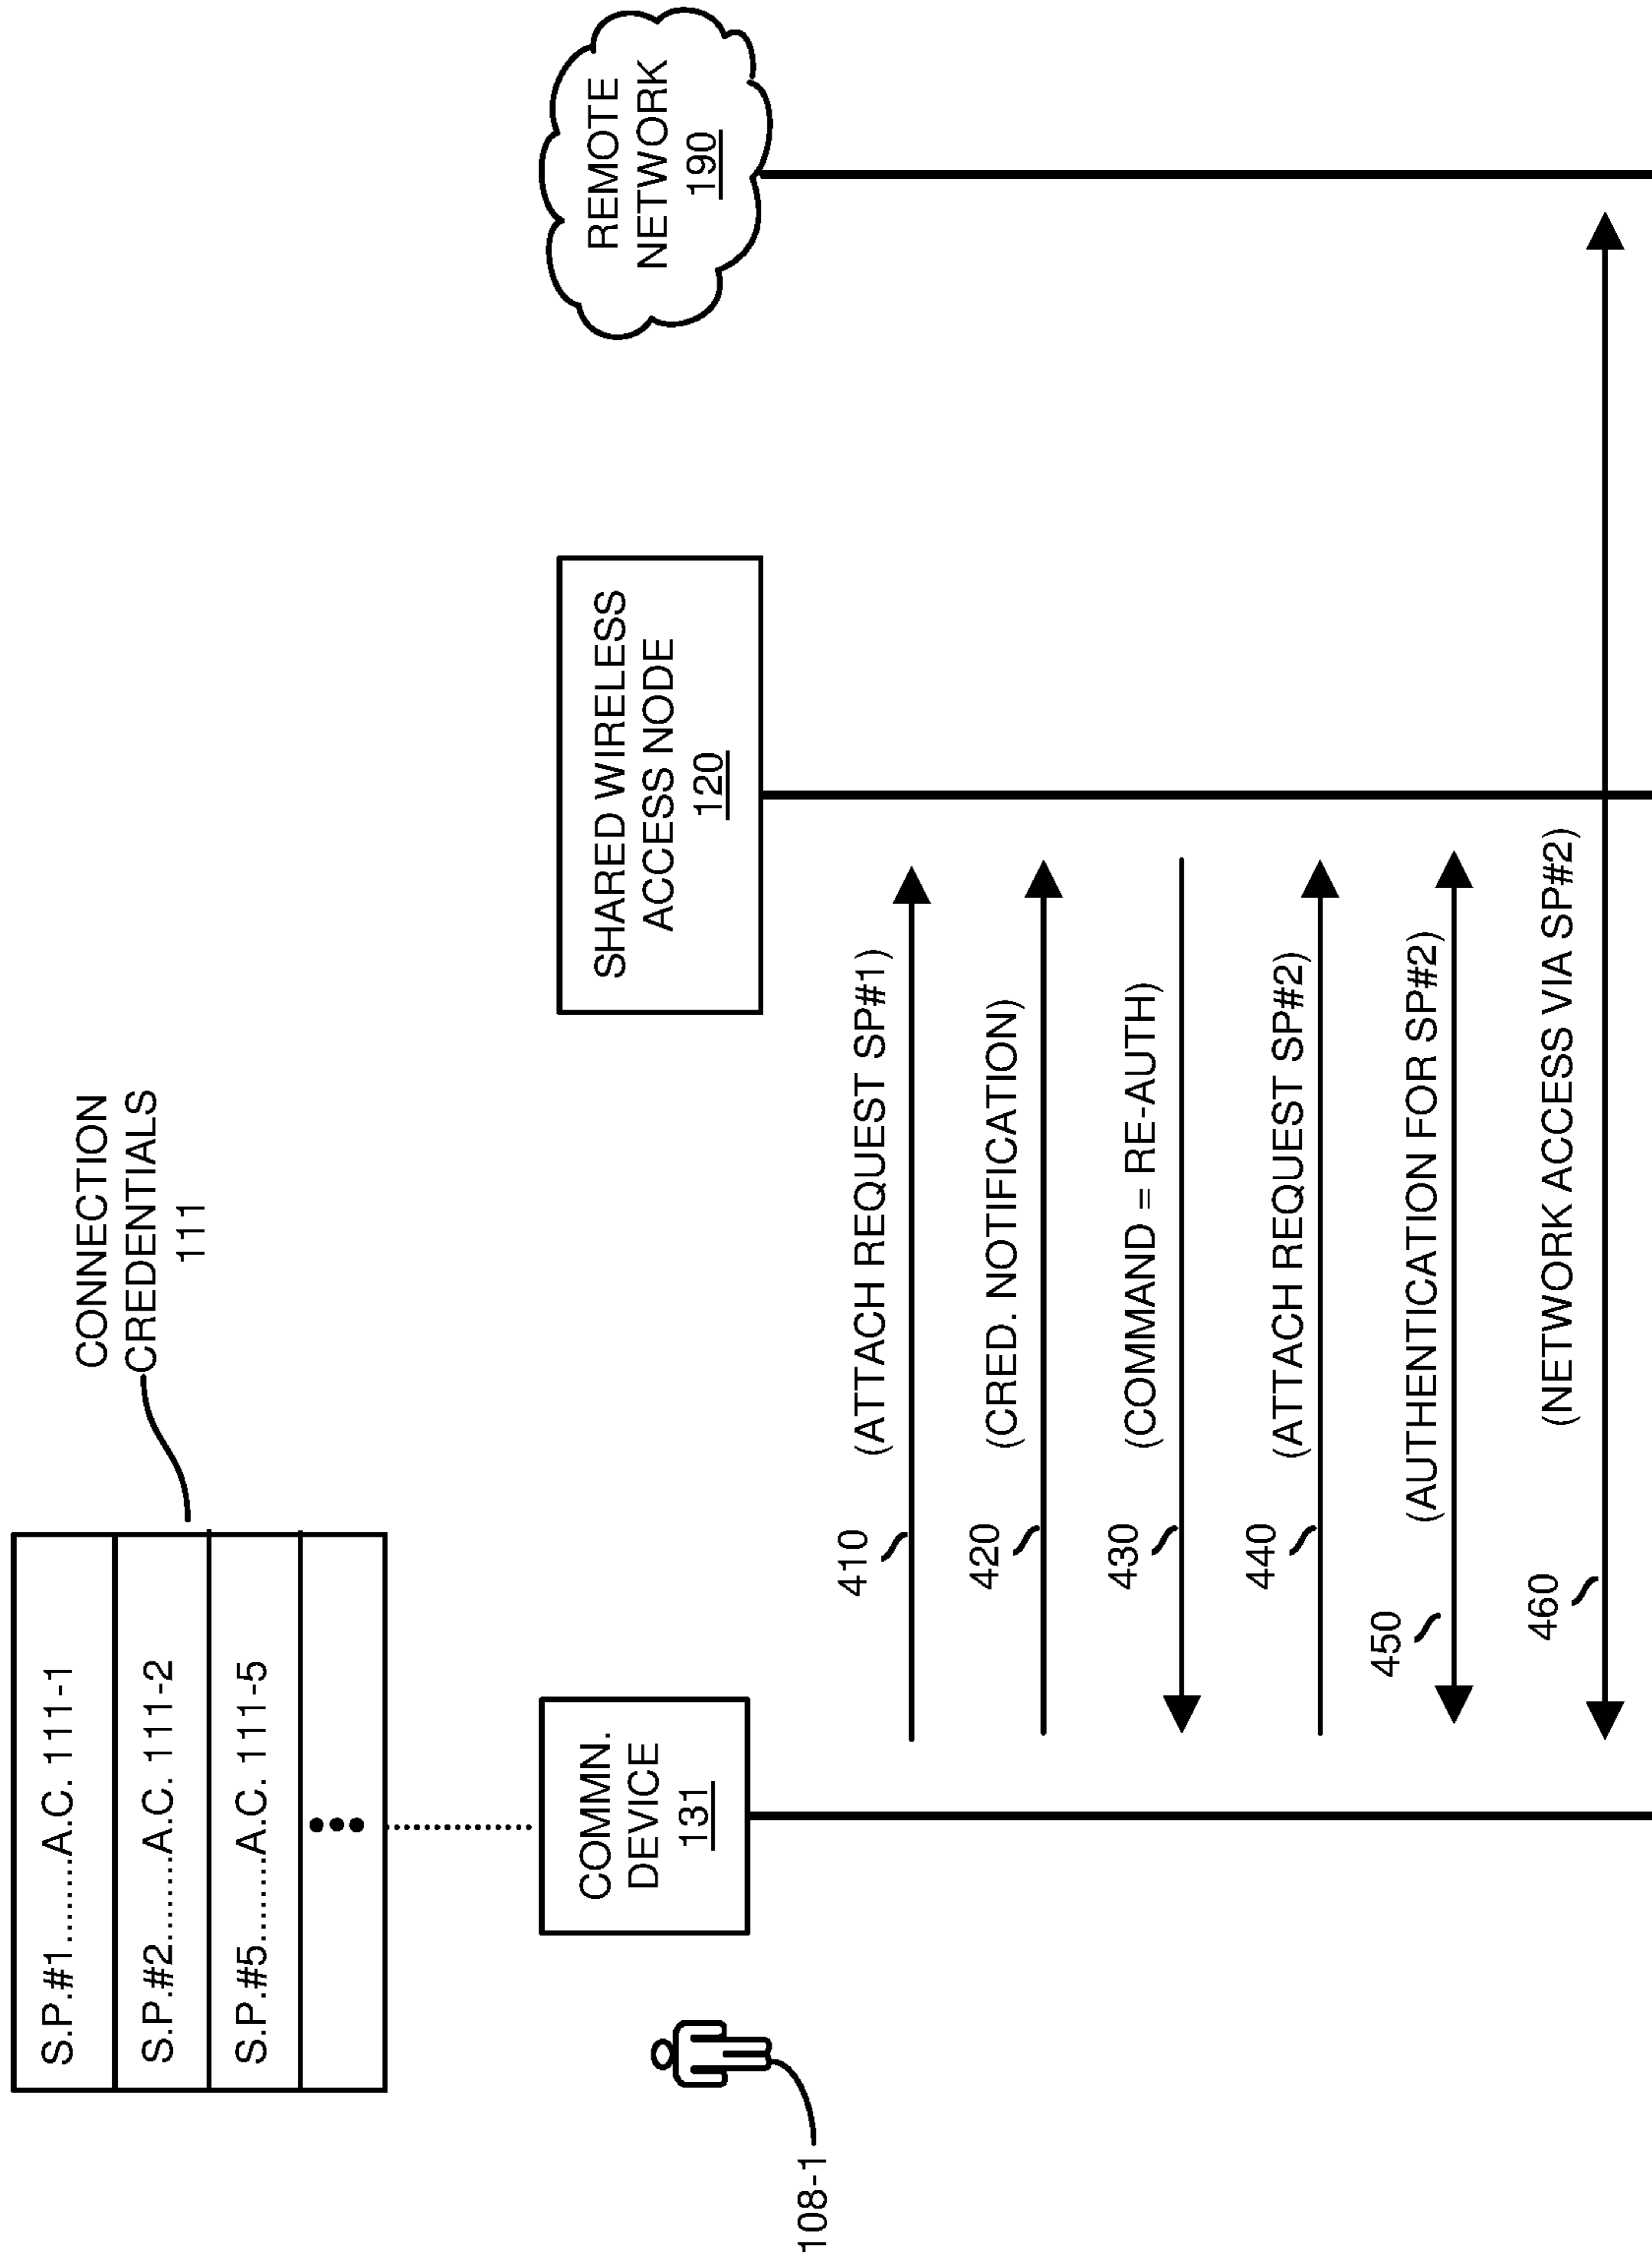 S.P.#1........A.C. 111-1
S.P.#2........A.C. 111-2
S.P.#5........A.C. 111-5
CONNECTION
CREDENTIALS
111
108-1
COMMN.
DEVICE
131
SHARED WIRELESS
ACCESS NODE
120
REMOTE
NETWORK
190
410
(ATTACH REQUEST SP#1)
420
(CRED. NOTIFICATION)
430
(COMMAND = RE-AUTH)
440
(ATTACH REQUEST SP#2)
450
(AUTHENTICATION FOR SP#2)
460
(NETWORK ACCESS VIA SP#2)